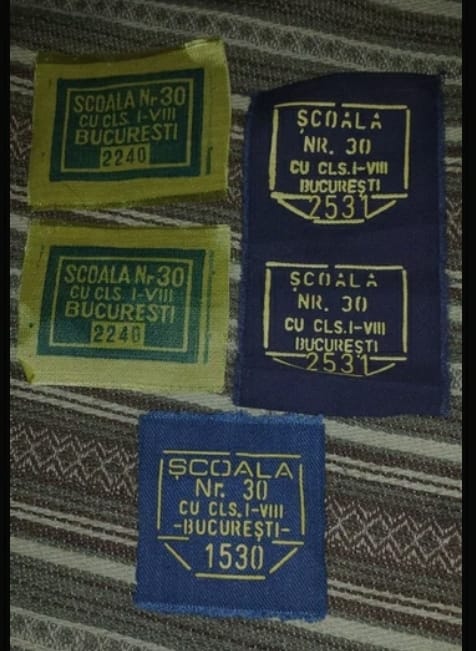 SCOALA Nr 30
CU CLS. I-VIII
BUCURESTI
2240
SCOALA Nr 30
CU CLS. I-VIII
BUCURESTI
2240
ȘCOALA
NR. 30
CU CLS.I-VIII
BUCUREȘTI
2531
ȘCOALA
NR. 30
CU CLS.I-VIII
BUCUREȘTI
2531
ȘCOALA
Nr. 30
CU CLS.I-VIII
-BUCUREȘTI-
1530